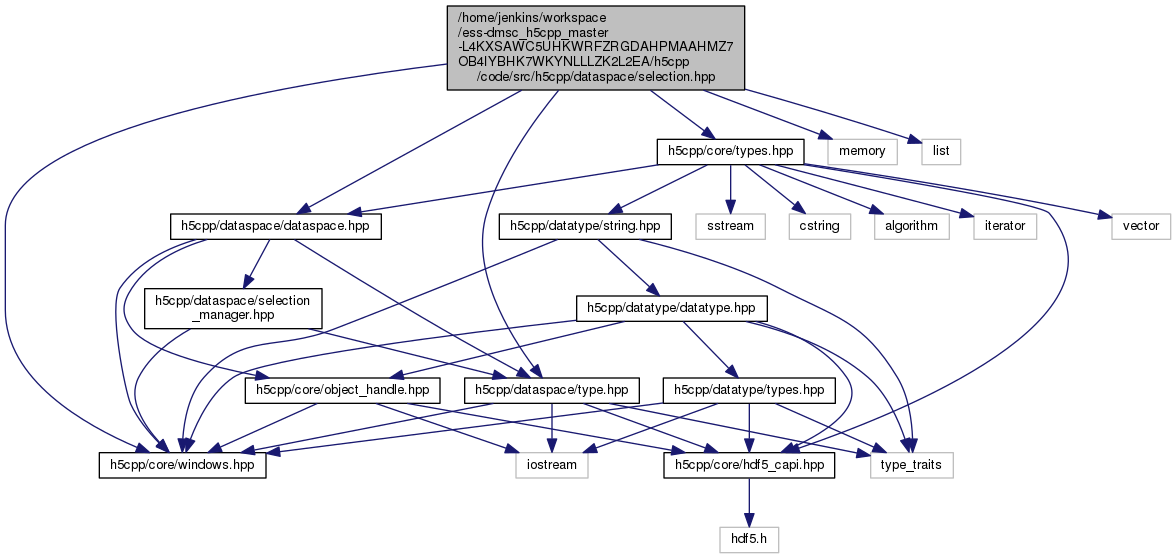 /home/jenkins/workspace
/ess-dmsc_h5cpp_master
-L4KXSAWC5UHKWRFZRGDAHPMAAHMZ7
OB4IYBHK7WKYNLLLZK2L2EA/h5cpp
/code/src/h5cpp/dataspace/selection.hpp
h5cpp/core/types.hpp
memory
list
h5cpp/dataspace/dataspace.hpp
h5cpp/datatype/string.hpp
sstream
cstring
algorithm
iterator
vector
h5cpp/dataspace/selection
_manager.hpp
h5cpp/datatype/datatype.hpp
h5cpp/core/object_handle.hpp
h5cpp/dataspace/type.hpp
h5cpp/datatype/types.hpp
h5cpp/core/windows.hpp
iostream
h5cpp/core/hdf5_capi.hpp
type_traits
hdf5.h